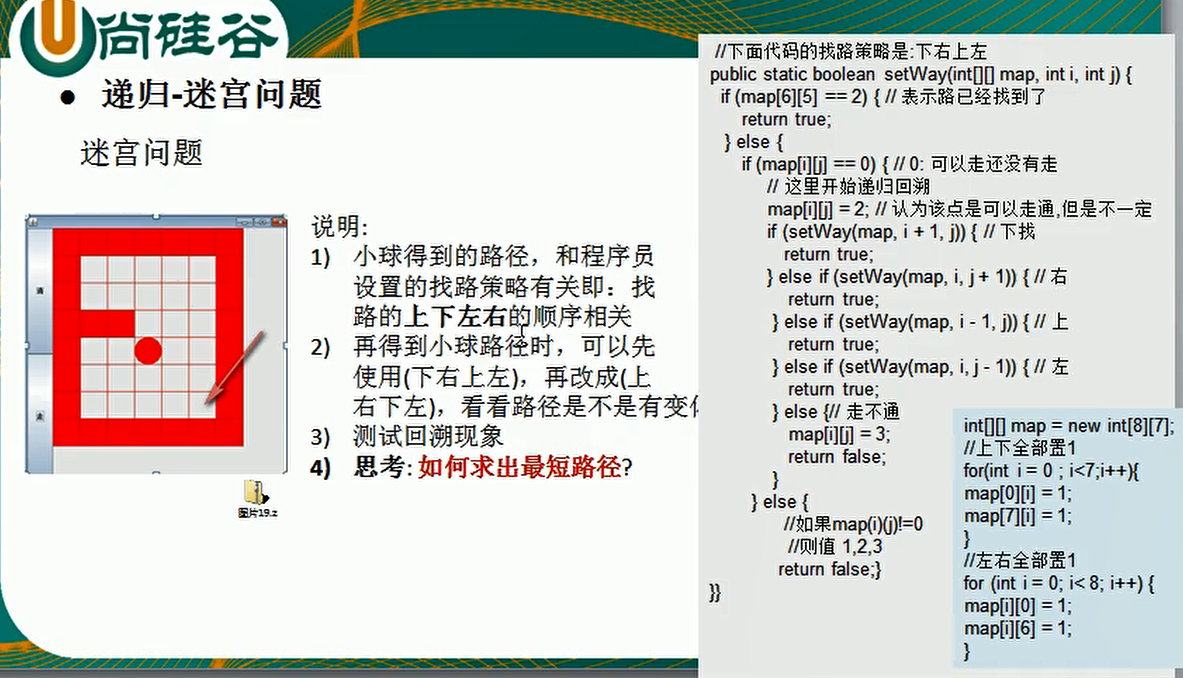 尚硅谷
● 递归-迷宫问题
迷宫问题
说明:
1) 小球得到的路径，和程序员
设置的找路策略有关即：找
路的上下左右的顺序相关
2) 再得到小球路径时，可以先
使用(下右上左)，再改成(上
右下左)，看看路径是不是有变
3) 测试回溯现象
4) 思考: 如何求出最短路径?
图片19.z
//下面代码的找路策略是:下右上左
public static boolean setWay(int[][] map, int i, int j) {
if (map[6][5] == 2) { // 表示路已经找到了
return true;
} else {
if (map[i][j] == 0) { // 0: 可以走还没有走
// 这里开始递归回溯
map[i][j] = 2; // 认为该点是可以走通,但是不一定
if (setWay(map, i + 1, j)) { // 下找
return true;
} else if (setWay(map, i, j + 1)) { // 右
return true;
} else if (setWay(map, i - 1, j)) { // 上
return true;
} else if (setWay(map, i, j - 1)) { // 左
return true;
} else {// 走不通
map[i][j] = 3;
return false;
}
} else {
//如果map(i)(j)!=0
//则值 1,2,3
return false;}
}}
int[][] map = new int[8][7];
//上下全部置1
for(int i = 0 ; i<7;i++){
map[0][i] = 1;
map[7][i] = 1;
}
//左右全部置1
for (int i = 0; i< 8; i++) {
map[i][0] = 1;
map[i][6] = 1;
}